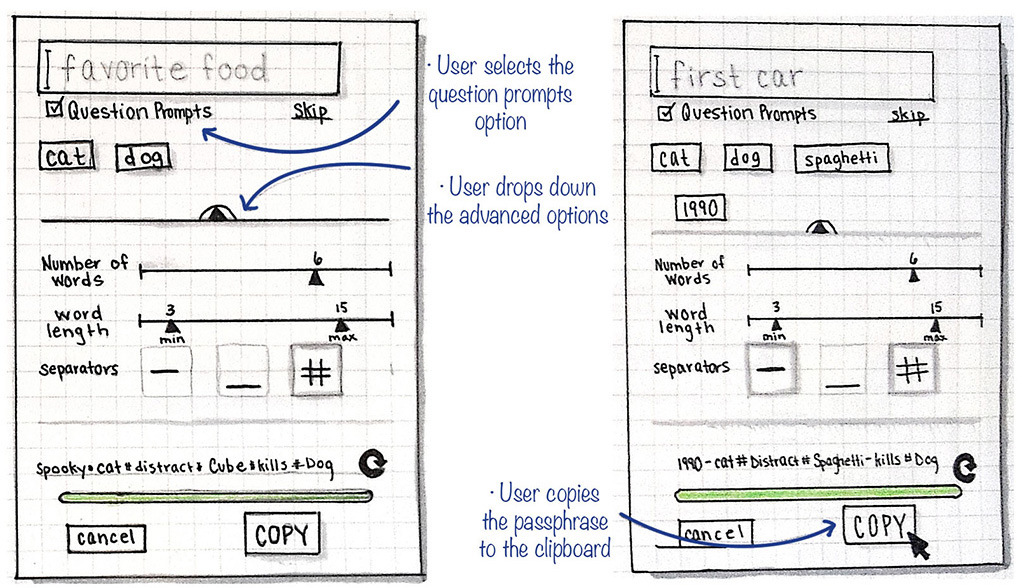 favorite food
Question Prompts
skip
cat
dog
Number of
words
6
word
length
3
15
min
max
separators
—
_
#
Spooky#cat#distract#Cube#kills#Dog
cancel
COPY
· User selects the
question prompts
option
· User drops down
the advanced options
· User copies
the passphrase
to the clipboard
first car
Question Prompts
skip
cat
dog
spaghetti
1990
Number of
words
6
word
length
3
15
min
max
separators
—
_
#
1990-cat#Distract#Spaghetti-kills#Dog
cancel
COPY